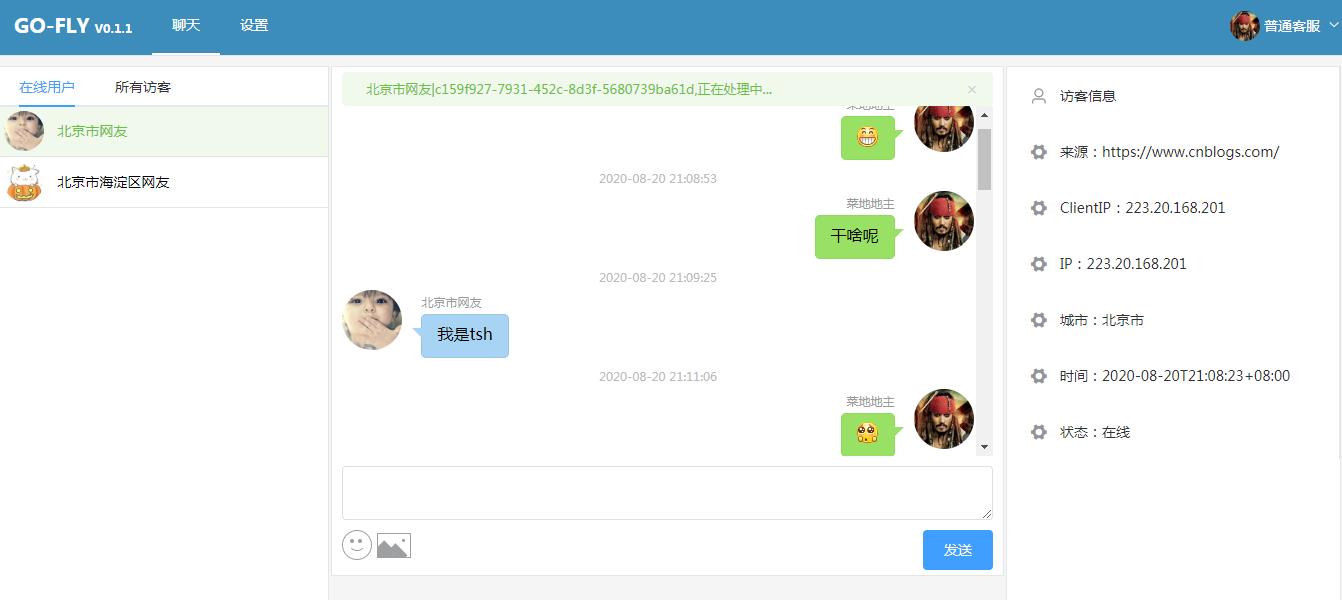 GO-FLY V0.1.1
聊天
设置
普通客服
在线用户
所有访客
北京市网友
北京市海淀区网友
北京市网友|c159f927-7931-452c-8d3f-5680739ba61d,正在处理中...
菜地地主
2020-08-20 21:08:53
菜地地主
干啥呢
2020-08-20 21:09:25
北京市网友
我是tsh
2020-08-20 21:11:06
菜地地主
发送
访客信息
来源：https://www.cnblogs.com/
ClientIP：223.20.168.201
IP：223.20.168.201
城市：北京市
时间：2020-08-20T21:08:23+08:00
状态：在线